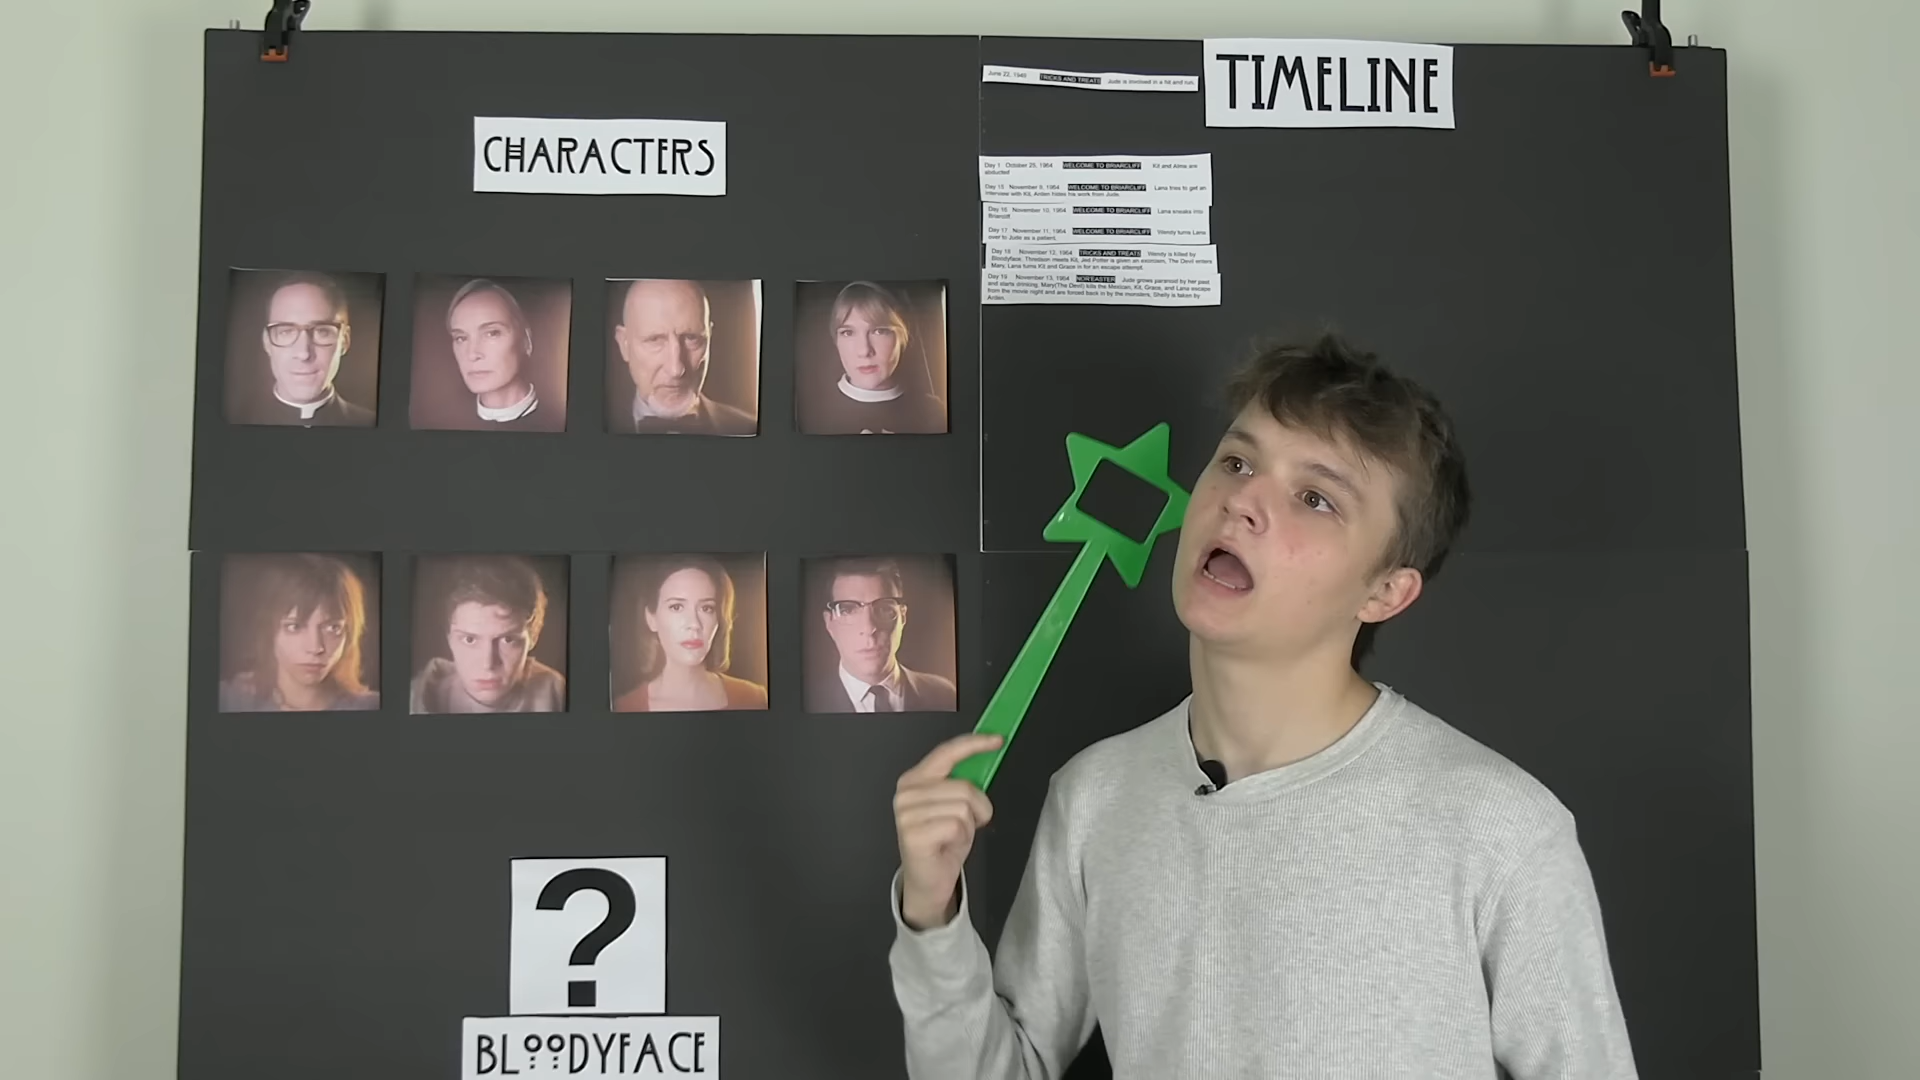 CHARACTERS
TIMELINE
June 22, 1949 TRICKS AND TREATS Jude is involved in a hit and run.
Day 1 October 25, 1964 WELCOME TO BRIARCLIFF Kit and Alma are
abducted
Day 15 November 9, 1964 WELCOME TO BRIARCLIFF Lana tries to get an
interview with Kit, Arden hides his work from Jude.
Day 16 November 10, 1964 WELCOME TO BRIARCLIFF Lana sneaks into
Briarcliff.
Day 17 November 11, 1964 WELCOME TO BRIARCLIFF Wendy turns Lana
over to Jude as a patient.
Day 18 November 12, 1964 TRICKS AND TREATS Wendy is killed by
Bloodyface, Thredson meets Kit, Jed Potter is given an exorcism, The Devil enters
Mary, Lana turns Kit and Grace in for an escape attempt.
Day 19 November 13, 1964 NOR'EASTER Jude grows paranoid by her past
and starts drinking, Mary(The Devil) kills the Mexican, Kit, Grace, and Lana escape
from the movie night and are forced back in by the monsters, Shelly is taken by
Arden.
?
BLOODYFACE